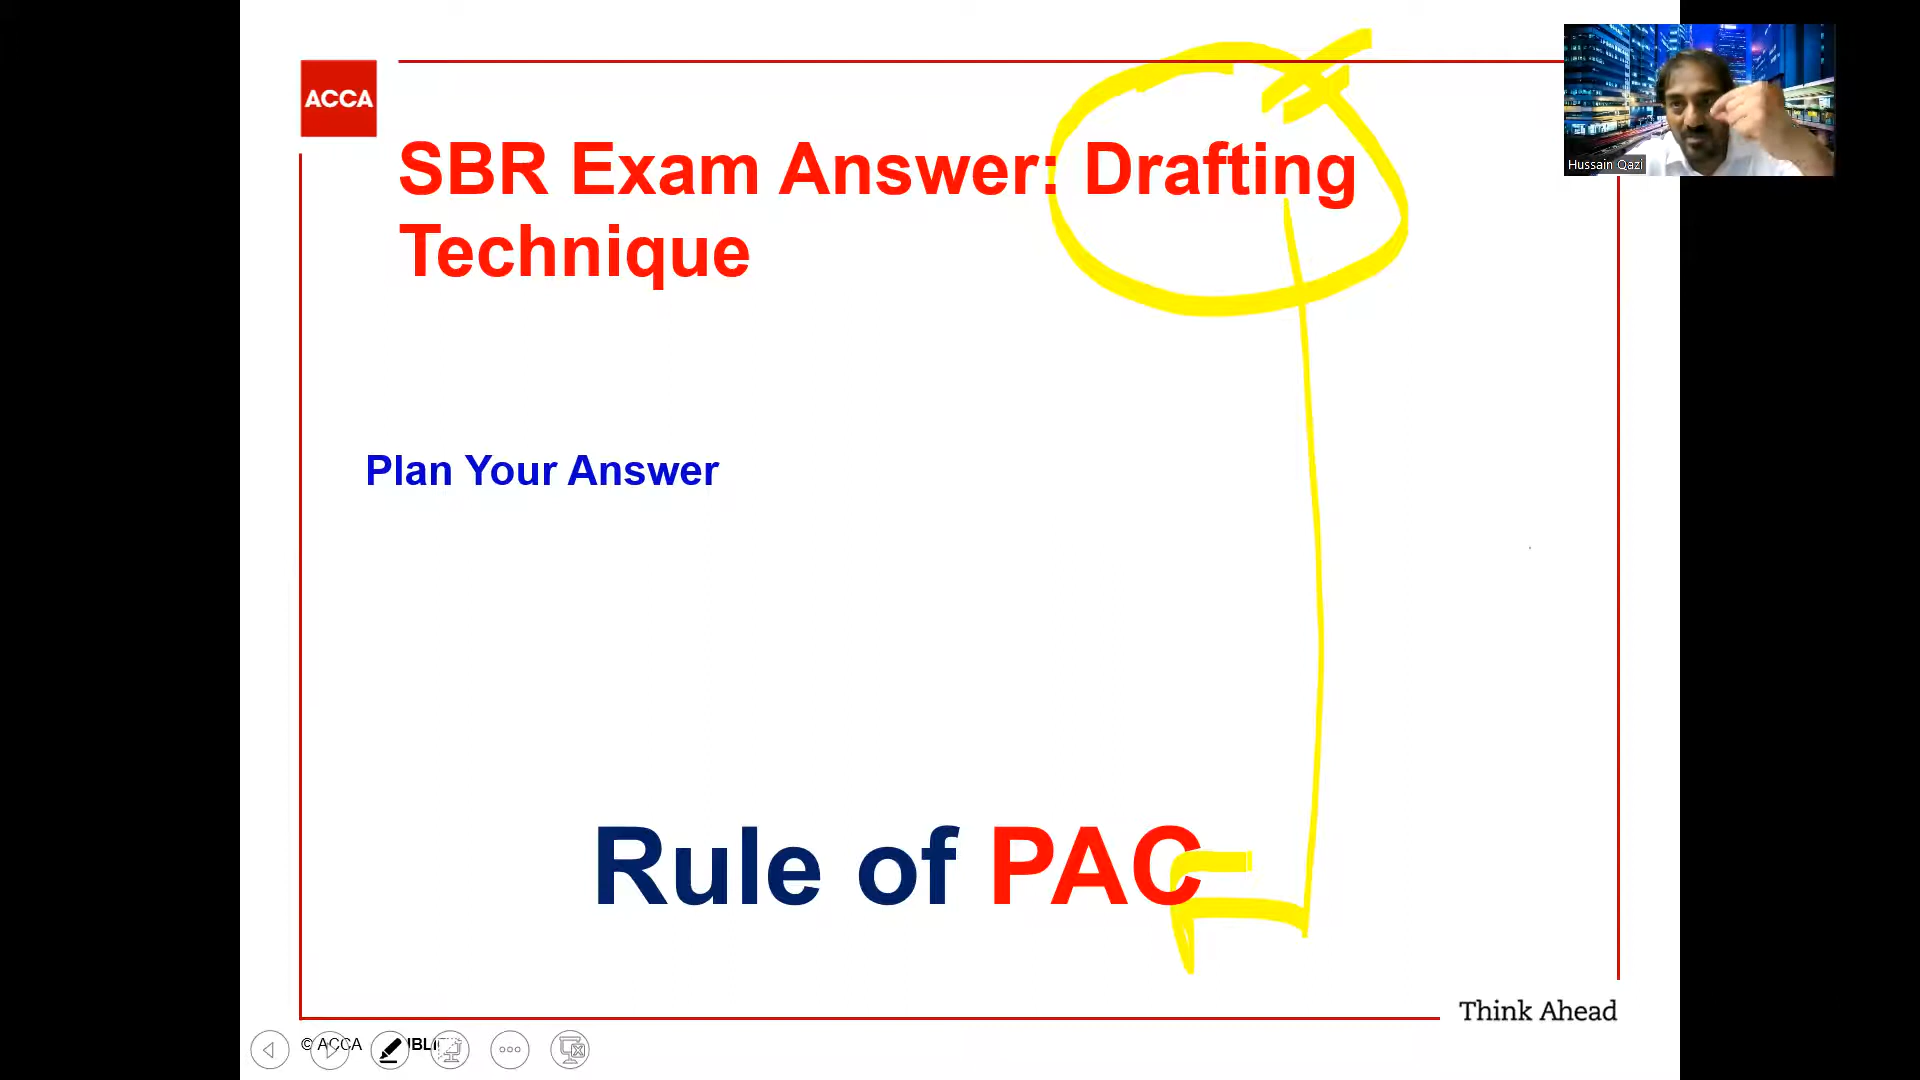 ACCA
SBR Exam Answer: Drafting
Technique
Hussain Qazi
Plan Your Answer
Rule of PAC
Think Ahead
© ACCA